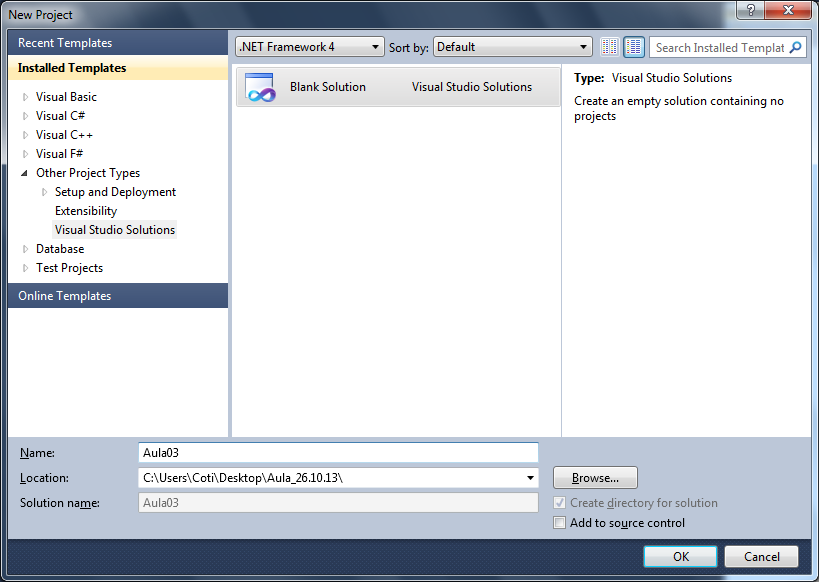 New Project
?
Recent Templates
Installed Templates
Visual Basic
Visual C#
Visual C++
Visual F#
Other Project Types
Setup and Deployment
Extensibility
Visual Studio Solutions
Database
Test Projects
Online Templates
.NET Framework 4 Sort by: Default Search Installed Templat
Blank Solution Visual Studio Solutions
Type: Visual Studio Solutions
Create an empty solution containing no
projects
Name: Aula03
Location: C:\Users\Coti\Desktop\Aula_26.10.13\ Browse...
Solution name: Aula03 Create directory for solution
Add to source control
OK Cancel